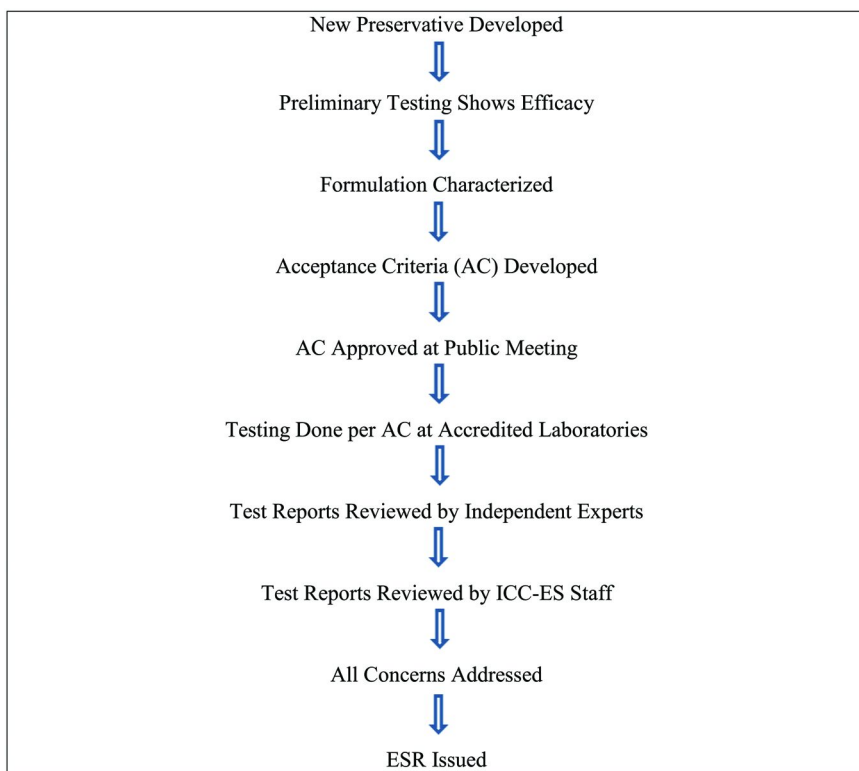 New Preservative Developed
Preliminary Testing Shows Efficacy
Formulation Characterized
Acceptance Criteria (AC) Developed
AC Approved at Public Meeting
Testing Done per AC at Accredited Laboratories
Test Reports Reviewed by Independent Experts
Test Reports Reviewed by ICC-ES Staff
All Concerns Addressed
ESR Issued